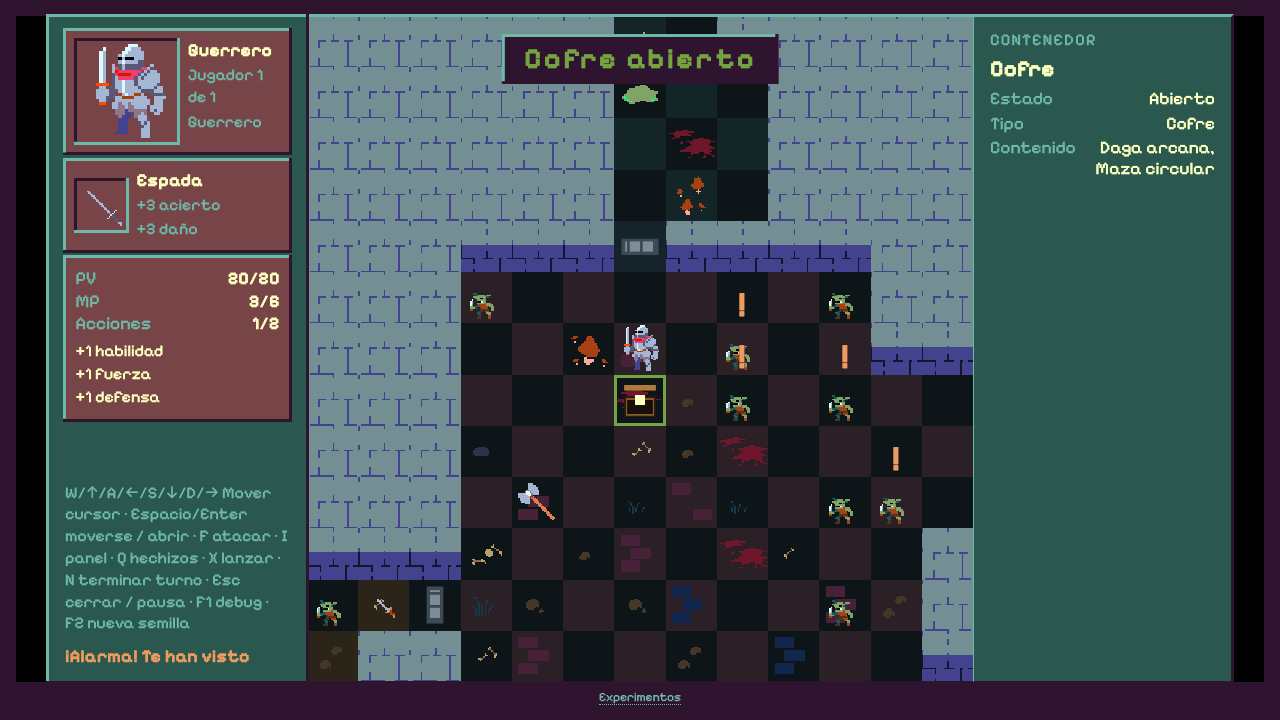 Guerrero
Jugador 1
de 1
Guerrero
Espada
+3 acierto
+3 daño
PV 80/80
MP 3/6
Acciones 1/3
+1 habilidad
+1 fuerza
+1 defensa
W/↑/A/←/S/↓/D/→ Mover
cursor · Espacio/Enter
moverse / abrir · F atacar · I
panel · Q hechizos · X lanzar ·
N terminar turno · Esc
cerrar / pausa · F1 debug ·
F2 nueva semilla
¡Alarma! Te han visto
Cofre abierto
CONTENEDOR
Cofre
Estado Abierto
Tipo Cofre
Contenido Daga arcana,
Maza circular
Experimentos